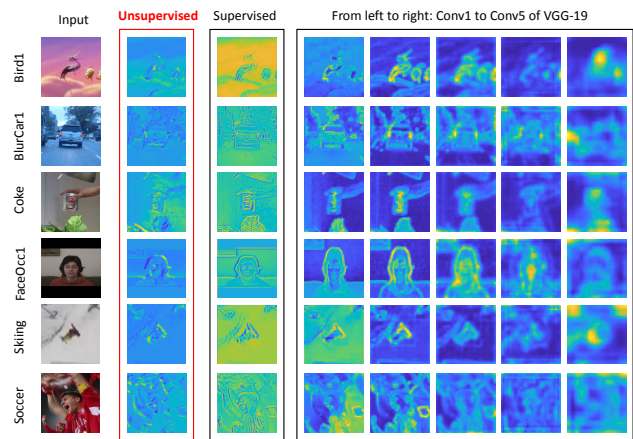 Input Unsupervised Supervised From left to right: Conv1 to Conv5 of VGG-19
Bird1
BlurCar1
Coke
FaceOcc1
Skiing
Soccer